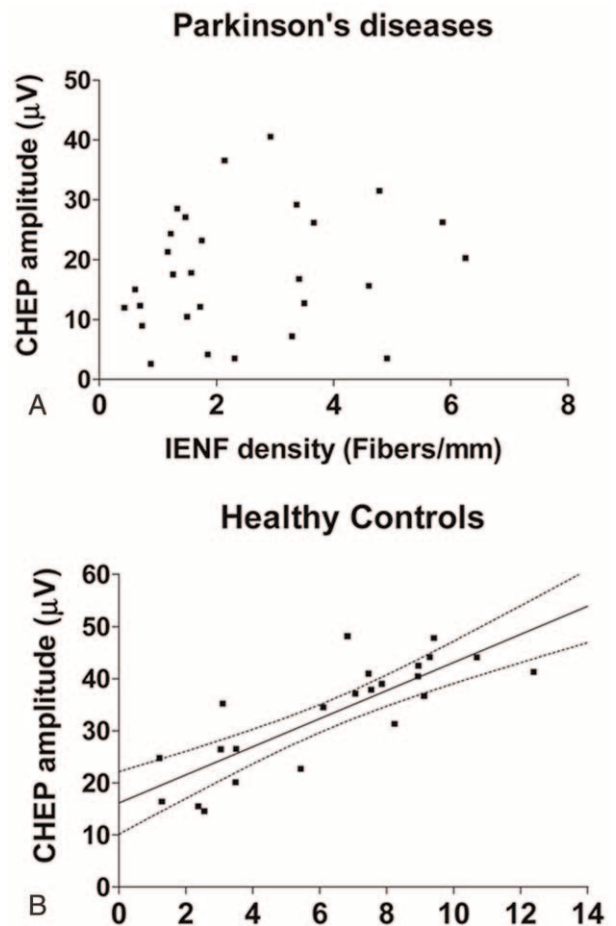 Parkinson's diseases
CHEP amplitude (μV)
50
40
30
20
10
0
0 2 4 6 8
A
IENF density (Fibers/mm)
Healthy Controls
CHEP amplitude (μV)
60
50
40
30
20
10
0
0 2 4 6 8 10 12 14
B